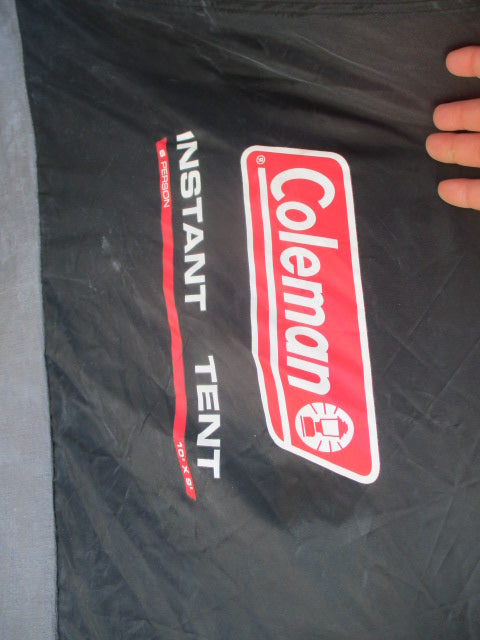 Coleman®
INSTANT TENT
6 PERSON 10' X 9'